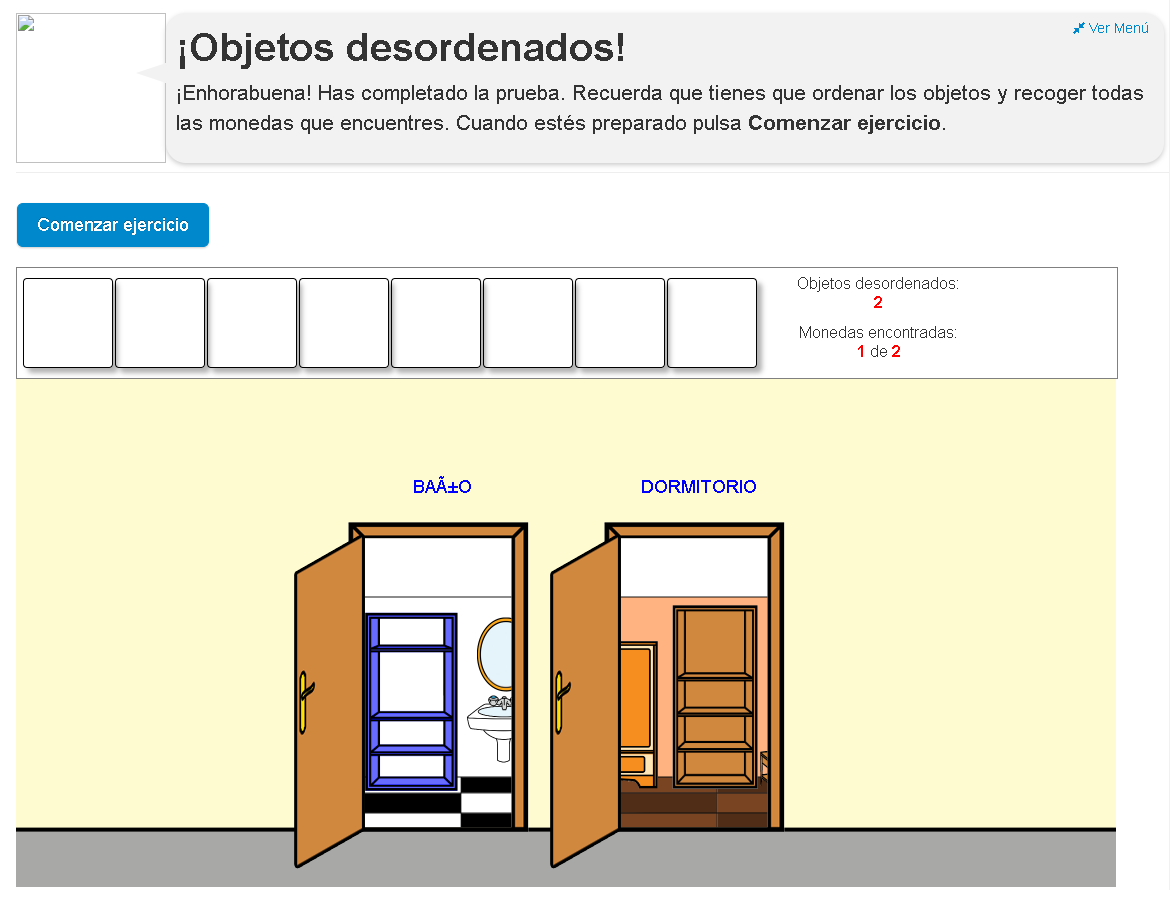 Ver Menú
¡Objetos desordenados!
¡Enhorabuena! Has completado la prueba. Recuerda que tienes que ordenar los objetos y recoger todas
las monedas que encuentres. Cuando estés preparado pulsa Comenzar ejercicio.
Comenzar ejercicio
Objetos desordenados:
2
Monedas encontradas:
1 de 2
BAÃ±O
DORMITORIO